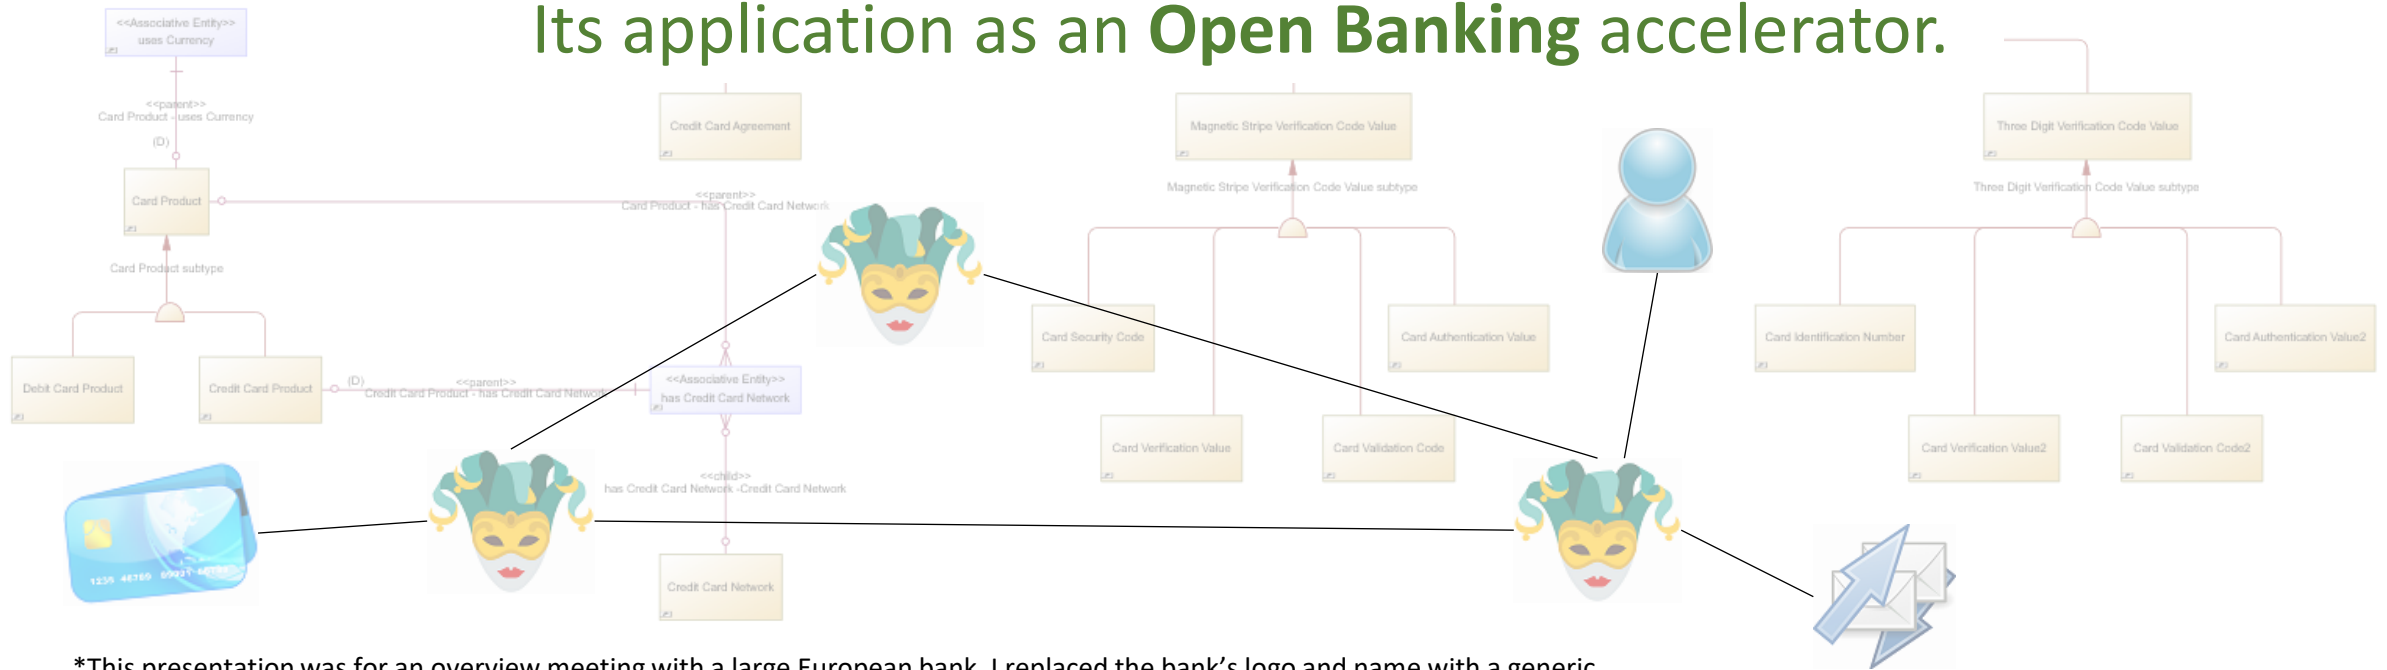 Its application as an Open Banking accelerator.
<<Associative Entity>>
uses Currency
<<parent>>
Card Product - uses Currency
(D)
Card Product
Card Product subtype
Debit Card Product
Credit Card Product
(D)
<<parent>>
Credit Card Product - has Credit Card Network
Credit Card Agreement
<<parent>>
Card Product - has Credit Card Network
<<Associative Entity>>
has Credit Card Network
<<child>>
has Credit Card Network -Credit Card Network
Credit Card Network
Magnetic Stripe Verification Code Value
Magnetic Stripe Verification Code Value subtype
Card Security Code
Card Authentication Value
Card Verification Value
Card Validation Code
Three Digit Verification Code Value
Three Digit Verification Code Value subtype
Card Identification Number
Card Authentication Value2
Card Verification Value2
Card Validation Code2
*This presentation was for an overview meeting with a large European bank. I replaced the bank's logo and name with a generic